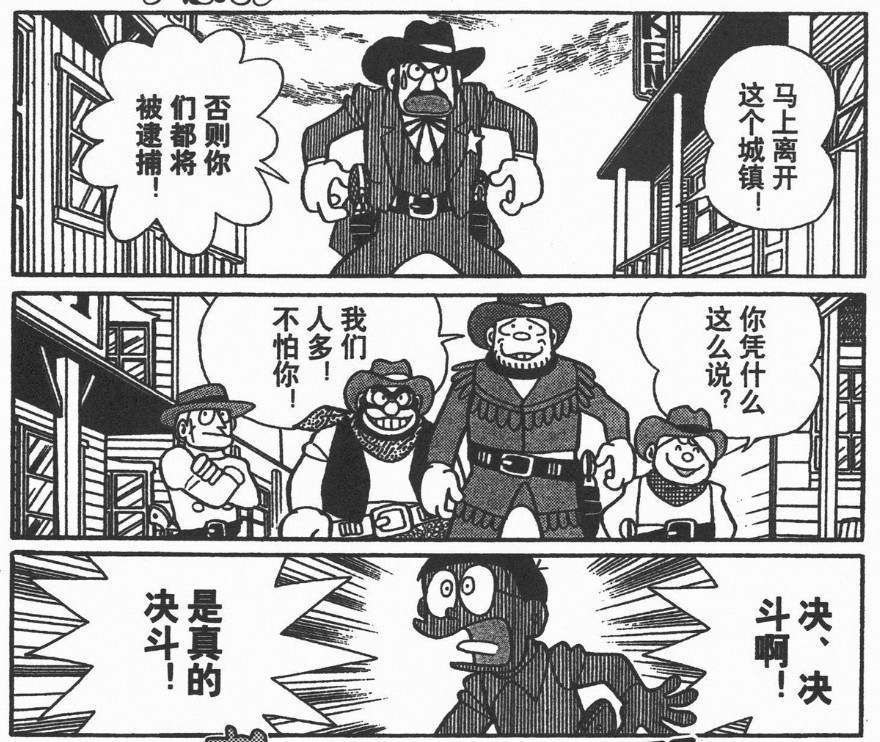 马上离开
这个城镇！
否则你
们都将
被逮捕！
KEN
你凭什么
这么说？
我们
人多！
不怕你！
决、决
斗啊！
是真的
决斗！